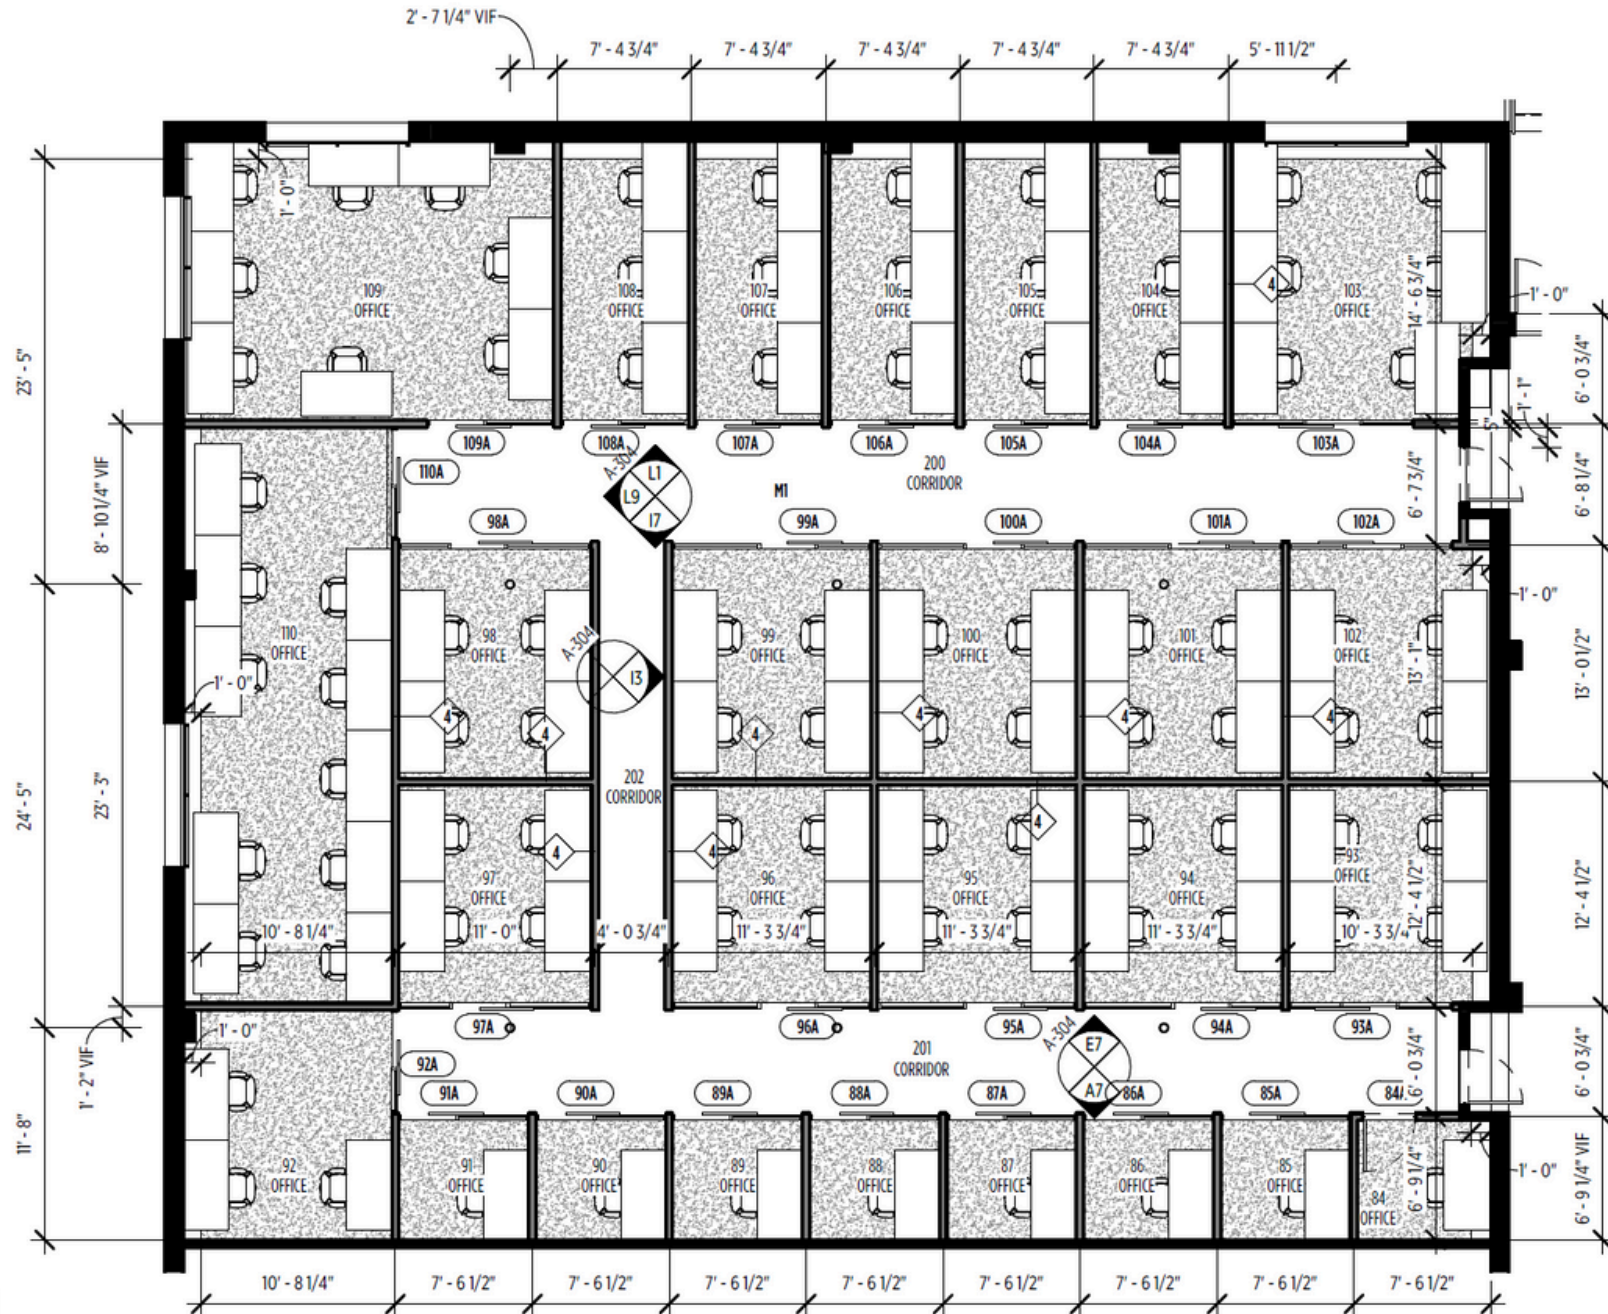 2' - 7 1/4" VIF
7' - 4 3/4"
7' - 4 3/4"
7' - 4 3/4"
7' - 4 3/4"
7' - 4 3/4"
5' - 11 1/2"
1' - 0"
23' - 5"
109
OFFICE
108
OFFICE
107
OFFICE
106
OFFICE
105
OFFICE
104
OFFICE
4
103
OFFICE
14' - 6 3/4"
1' - 0"
6' - 0 3/4"
1' - 1"
5"
109A
108A
107A
106A
105A
104A
103A
110A
A-304
L1
L9
I7
M1
200
CORRIDOR
6' - 7 3/4"
6' - 8 1/4"
8' - 10 1/4" VIF
98A
99A
100A
101A
102A
1' - 0"
110
OFFICE
98
OFFICE
A-304
I3
99
OFFICE
100
OFFICE
101
OFFICE
102
OFFICE
13' - 1"
13' - 0 1/2"
1' - 0"
4
4
4
4
4
4
202
CORRIDOR
24' - 5"
23' - 3"
4
4
4
97
OFFICE
96
OFFICE
95
OFFICE
94
OFFICE
93
OFFICE
12' - 4 1/2"
12' - 4 1/2"
10' - 8 1/4"
11' - 0"
4' - 0 3/4"
11' - 3 3/4"
11' - 3 3/4"
11' - 3 3/4"
10' - 3 3/4"
1' - 0"
97A
96A
95A
94A
93A
1' - 2" VIF
92A
201
CORRIDOR
A-304
E7
A7
6' - 0 3/4"
6' - 0 3/4"
91A
90A
89A
88A
87A
86A
85A
84A
11' - 8"
92
OFFICE
91
OFFICE
90
OFFICE
89
OFFICE
88
OFFICE
87
OFFICE
86
OFFICE
85
OFFICE
84
OFFICE
6' - 9 1/4"
1' - 0"
6' - 9 1/4" VIF
10' - 8 1/4"
7' - 6 1/2"
7' - 6 1/2"
7' - 6 1/2"
7' - 6 1/2"
7' - 6 1/2"
7' - 6 1/2"
7' - 6 1/2"
7' - 6 1/2"